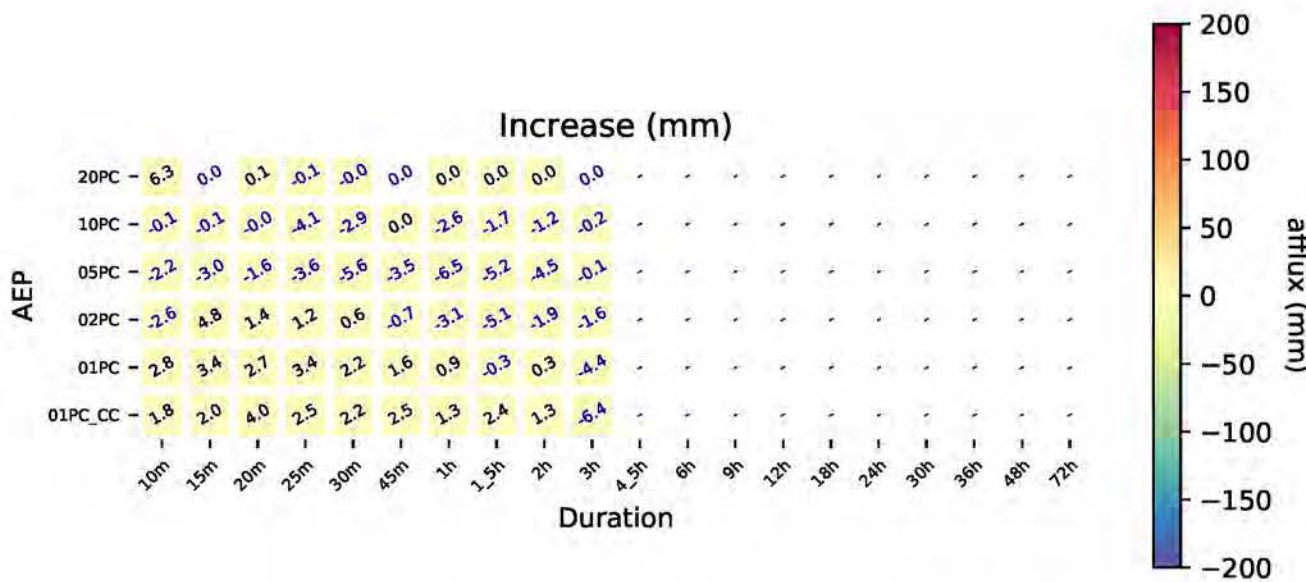 Increase (mm)
20PC 6.3 0.0 0.1 -0.1 -0.0 0.0 0.0 0.0 0.0 0.0 - - - - - - - - - -
10PC -0.1 -0.1 -0.0 -4.1 -2.9 0.0 -2.6 -1.7 -1.2 -0.2 - - - - - - - - - -
05PC -2.2 -3.0 -1.6 -3.6 -5.6 -3.5 -6.5 -5.2 -4.5 -0.1 - - - - - - - - - -
02PC -2.6 4.8 1.4 1.2 0.6 -0.7 -3.1 -5.1 -1.9 -1.6 - - - - - - - - - -
01PC 2.8 3.4 2.7 3.4 2.2 1.6 0.9 -0.3 0.3 -4.4 - - - - - - - - - -
01PC_CC 1.8 2.0 4.0 2.5 2.2 2.5 1.3 2.4 1.3 -6.4 - - - - - - - - - -
10m 15m 20m 25m 30m 45m 1h 1_5h 2h 3h 4_5h 6h 9h 12h 18h 24h 30h 36h 48h 72h
Duration
AEP
200
150
100
50
0
−50
−100
−150
−200
afflux (mm)